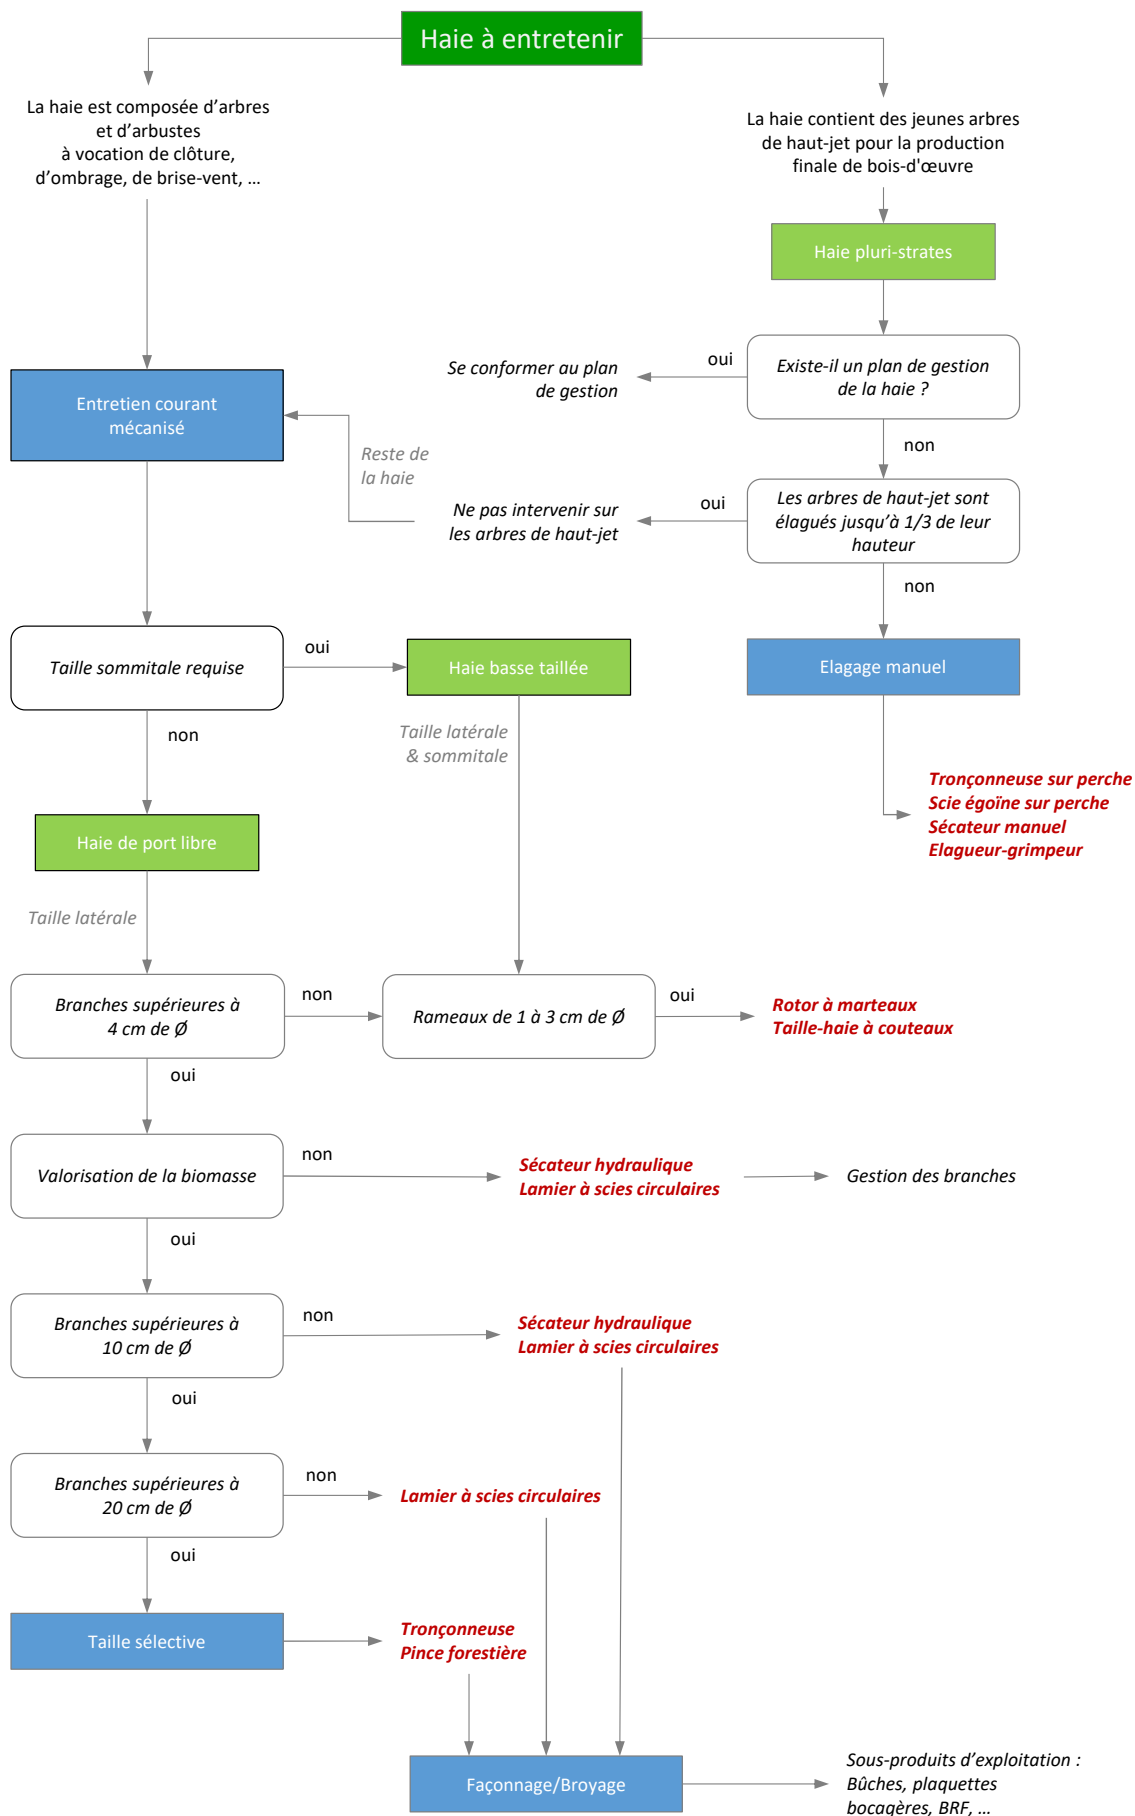 Haie à entretenir
La haie est composée d'arbres
et d'arbustes
à vocation de clôture,
d'ombrage, de brise-vent, ...
La haie contient des jeunes arbres
de haut-jet pour la production
finale de bois-d'œuvre
Haie pluri-strates
Existe-il un plan de gestion
de la haie ?
oui
Se conformer au plan
de gestion
non
Entretien courant
mécanisé
Reste de
la haie
Les arbres de haut-jet sont
élagués jusqu'à 1/3 de leur
hauteur
oui
Ne pas intervenir sur
les arbres de haut-jet
non
Taille sommitale requise
oui
Haie basse taillée
Elagage manuel
non
Taille latérale
& sommitale
Tronçonneuse sur perche
Scie égoïne sur perche
Sécateur manuel
Elagueur-grimpeur
Haie de port libre
Taille latérale
Branches supérieures à
4 cm de Ø
non
Rameaux de 1 à 3 cm de Ø
oui
Rotor à marteaux
Taille-haie à couteaux
oui
Valorisation de la biomasse
non
Sécateur hydraulique
Lamier à scies circulaires
Gestion des branches
oui
Branches supérieures à
10 cm de Ø
non
Sécateur hydraulique
Lamier à scies circulaires
oui
Branches supérieures à
20 cm de Ø
non
Lamier à scies circulaires
oui
Taille sélective
Tronçonneuse
Pince forestière
Façonnage/Broyage
Sous-produits d'exploitation :
Bûches, plaquettes
bocagères, BRF, ...